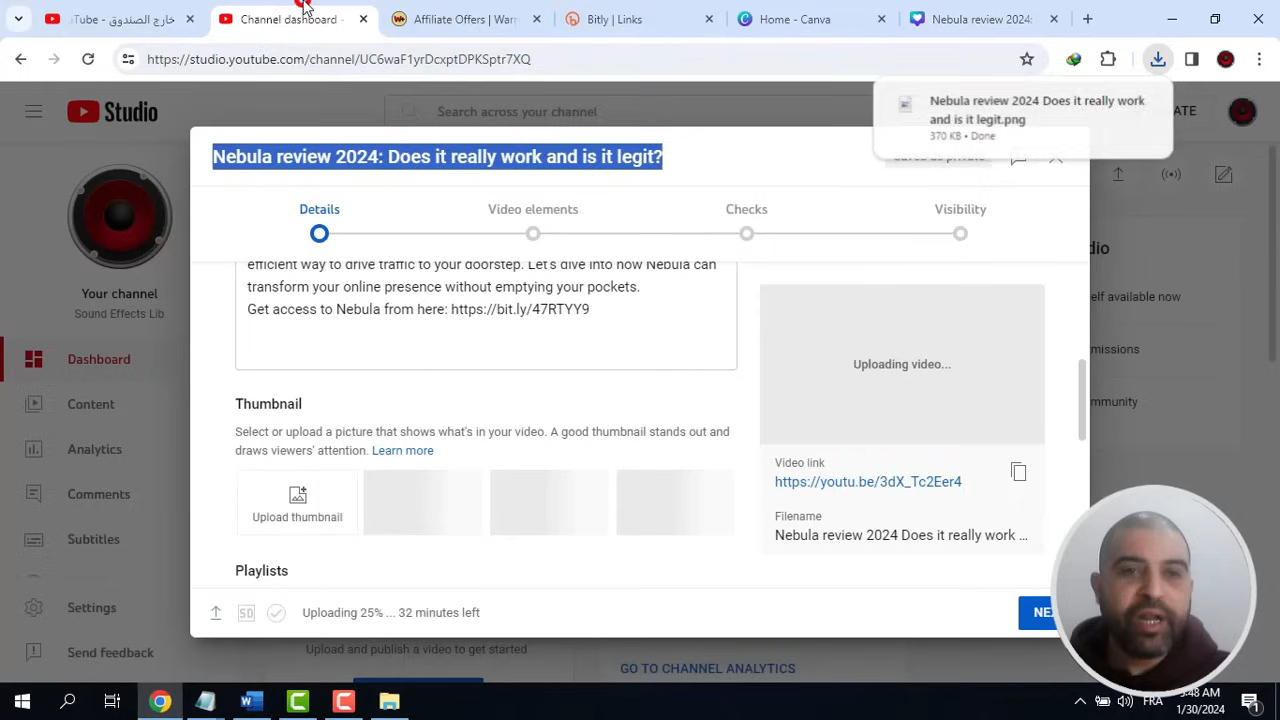 خارج الصندوق - iTube
Channel dashboard -
Affiliate Offers | Warri
Bitly | Links
Home - Canva
Nebula review 2024:
https://studio.youtube.com/channel/UC6waF1yrDcxptDPKSptr7XQ
Studio
Search across your channel
Nebula review 2024 Does it really work
and is it legit.png
370 KB • Done
Nebula review 2024: Does it really work and is it legit?
Saved as private
Details
Video elements
Checks
Visibility
efficient way to drive traffic to your doorstep. Let's dive into how Nebula can
transform your online presence without emptying your pockets.
Get access to Nebula from here: https://bit.ly/47RTYY9
Uploading video...
Thumbnail
Select or upload a picture that shows what's in your video. A good thumbnail stands out and
draws viewers' attention. Learn more
Upload thumbnail
Video link
https://youtu.be/3dX_Tc2Eer4
Filename
Nebula review 2024 Does it really work ...
Playlists
SD
Uploading 25% ... 32 minutes left
Your channel
Sound Effects Lib
Dashboard
Content
Analytics
Comments
Subtitles
Settings
Send feedback
Upload and publish a video to get started
GO TO CHANNEL ANALYTICS
FRA
1/30/2024
1